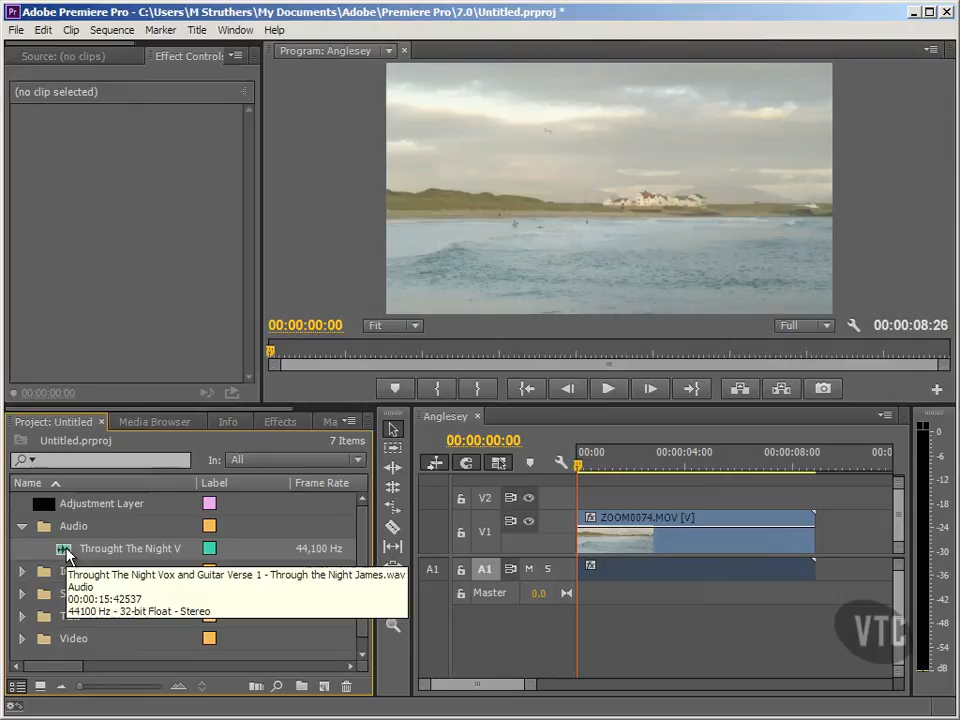 Pr Adobe Premiere Pro - C:\Users\M Struthers\My Documents\Adobe\Premiere Pro\7.0\Untitled.prproj *
File Edit Clip Sequence Marker Title Window Help
Source: (no clips) Effect Controls Program: Anglesey
(no clip selected)
00:00:00:00 Fit Full 00:00:08:26
00:00:00:00
Project: Untitled Media Browser Info Effects Ma Anglesey
Untitled.prproj 7 Items
00:00:00:00
In: All
00:00 00:00:04:00 00:00:08:00 00:0
Name Label Frame Rate
Adjustment Layer
Audio
Throught The Night V 44,100 Hz
Throught The Night Vox and Guitar Verse 1 - Through the Night James.wav
Audio
00:00:15:42537
44100 Hz - 32-bit Float - Stereo
Video
V2
V1 fx ZOOM0074.MOV [V]
A1 A1 M S fx
Master 0.0
0
-6
-12
-18
-24
-30
-36
-42
-48
-54
dB
VTC